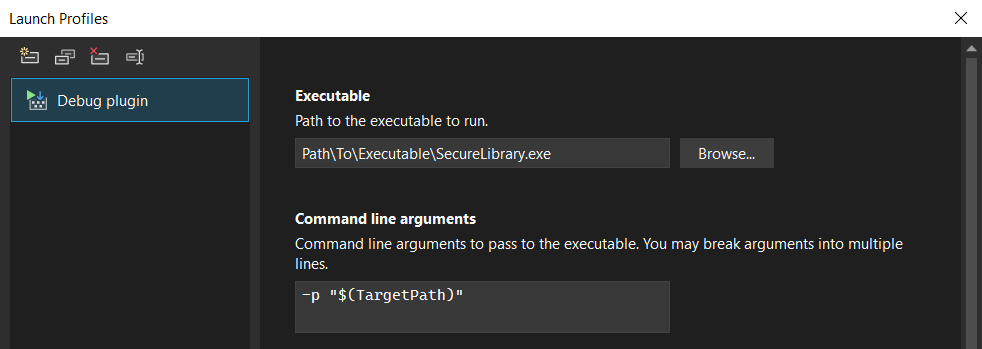 Launch Profiles
Debug plugin
Executable
Path to the executable to run.
Path\To\Executable\SecureLibrary.exe
Browse...
Command line arguments
Command line arguments to pass to the executable. You may break arguments into multiple
lines.
-p "$(TargetPath)"